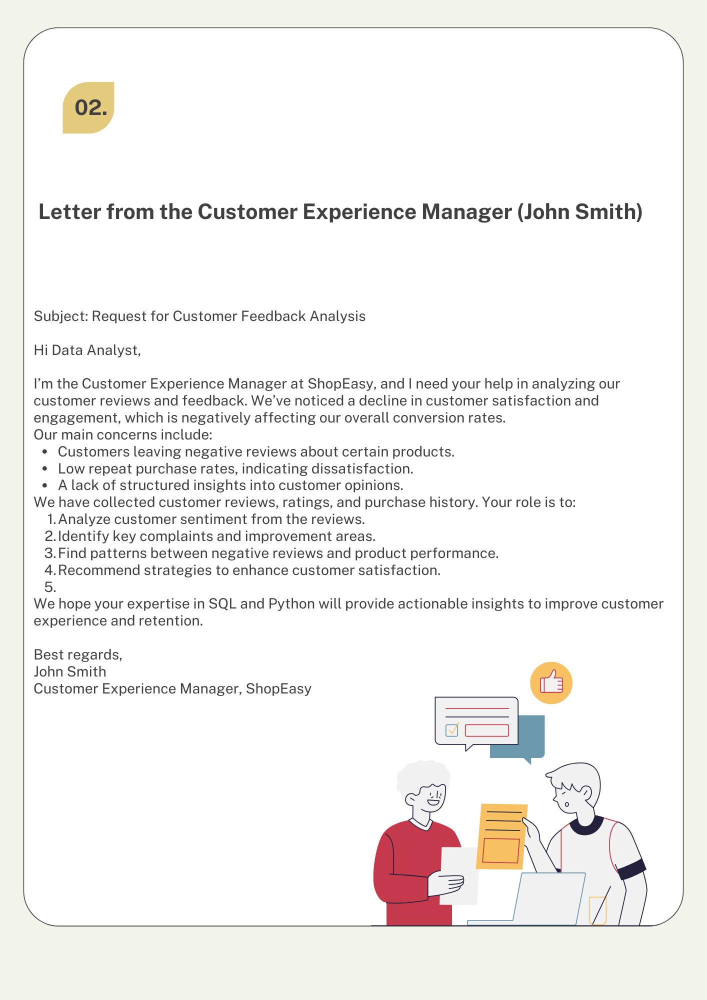 02.
Letter from the Customer Experience Manager (John Smith)
Subject: Request for Customer Feedback Analysis
Hi Data Analyst,
I’m the Customer Experience Manager at ShopEasy, and I need your help in analyzing our
customer reviews and feedback. We’ve noticed a decline in customer satisfaction and
engagement, which is negatively affecting our overall conversion rates.
Our main concerns include:
• Customers leaving negative reviews about certain products.
• Low repeat purchase rates, indicating dissatisfaction.
• A lack of structured insights into customer opinions.
We have collected customer reviews, ratings, and purchase history. Your role is to:
1. Analyze customer sentiment from the reviews.
2. Identify key complaints and improvement areas.
3. Find patterns between negative reviews and product performance.
4. Recommend strategies to enhance customer satisfaction.
5.
We hope your expertise in SQL and Python will provide actionable insights to improve customer
experience and retention.
Best regards,
John Smith
Customer Experience Manager, ShopEasy